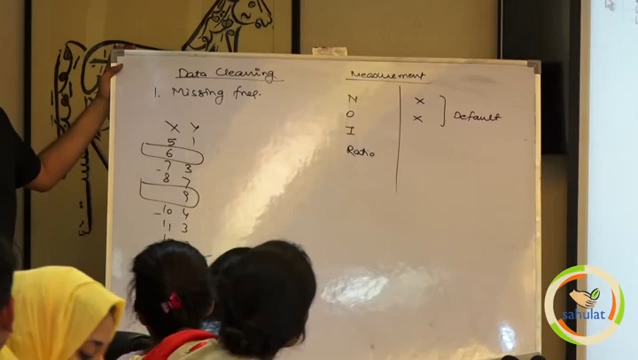 Data Cleaning
1. Missing freq.
X Y
5 1
6
-7 3
8 7
9
-10 4
11 3
Measurement
N X
O X
Default
I
Ratio
sahulat